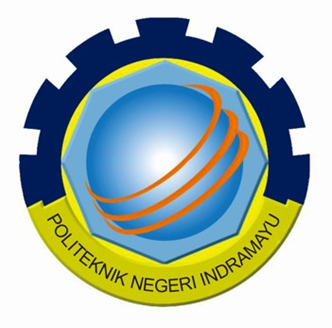 POLITEKNIK NEGERI INDRAMAYU